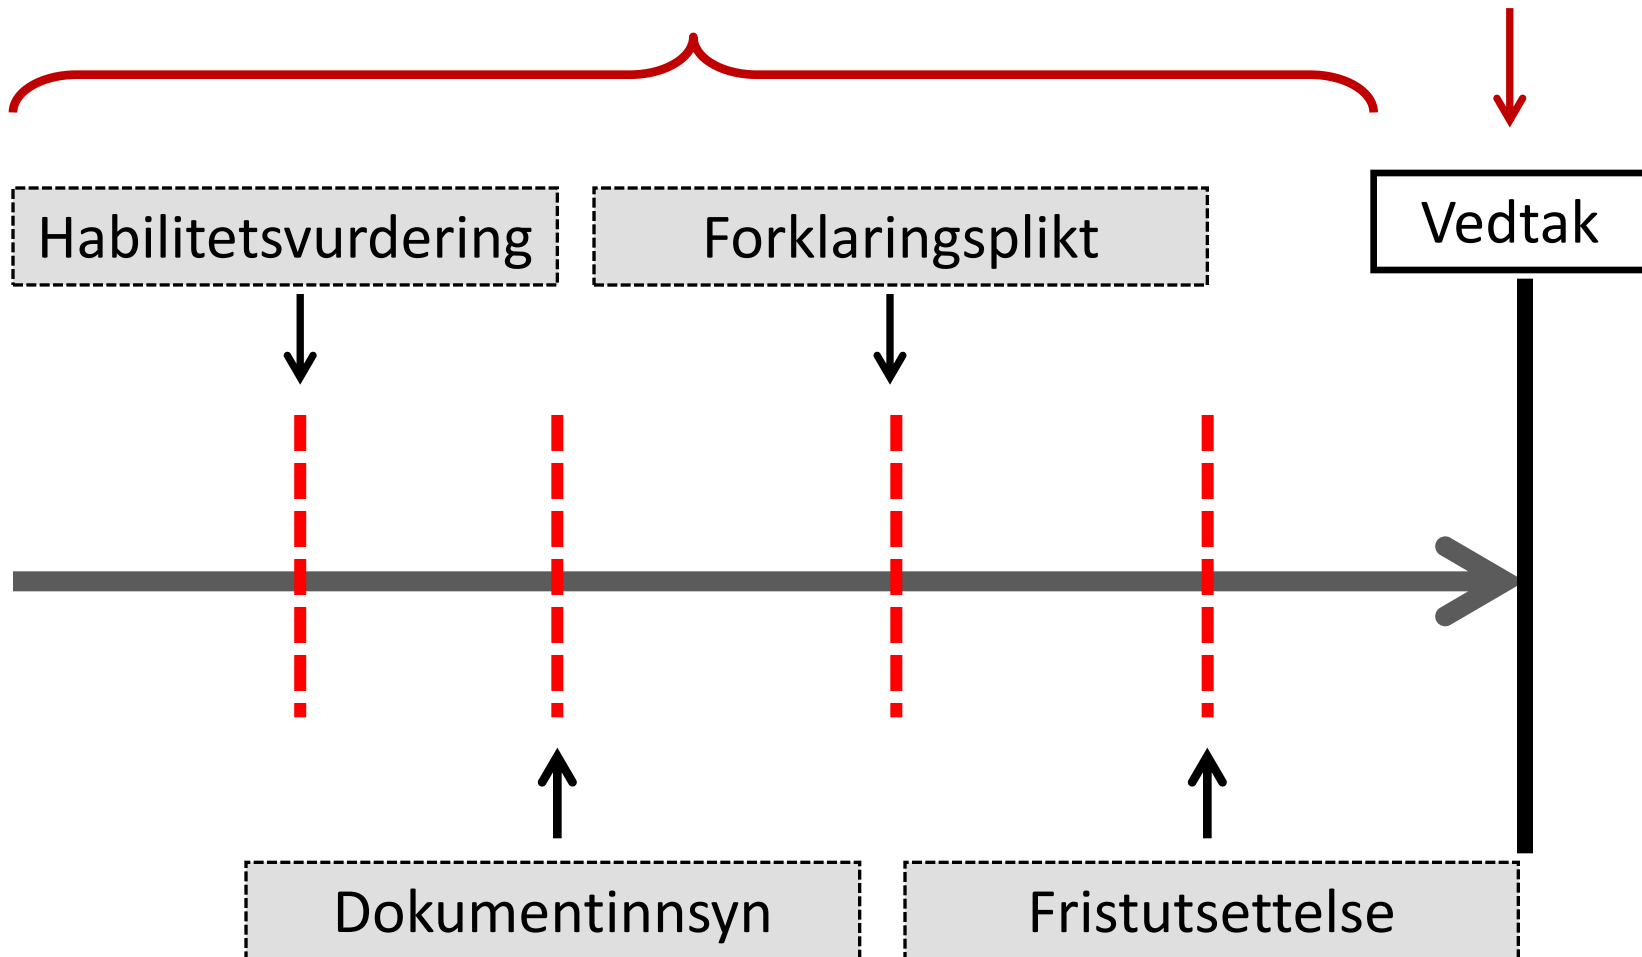 Habilitetsvurdering
Forklaringsplikt
Vedtak
Dokumentinnsyn
Fristutsettelse